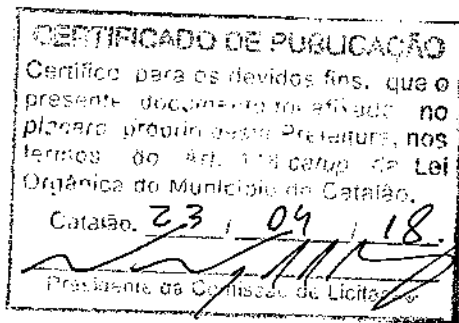 CERTIFICADO DE PUBLICAÇÃO
Certifico para os devidos fins, que o
presente documento foi afixado no
placard próprio desta Prefeitura, nos
termos do Art. 118 caput da Lei
Orgânica do Município de Catalão.
Catalão. 23 / 04 / 18.
Presidente da Comissão de Licitação